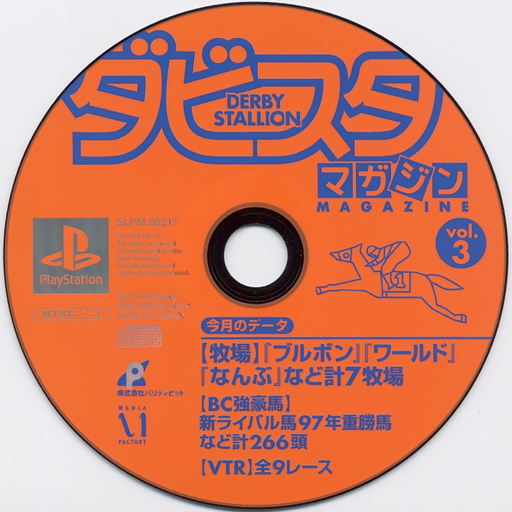 ダビスタ
DERBY
STALLION
マガジン
MAGAZINE
vol.
3
SLPM 80211
PlayStation
NTSC J
今月のデータ
【牧場】『ブルボン』『ワールド』
『なんぶ』など計7牧場
【BC強豪馬】
新ライバル馬97年重勝馬
など計266頭
【VTR】全9レース
株式会社パリティビット
MEDIA
FACTORY